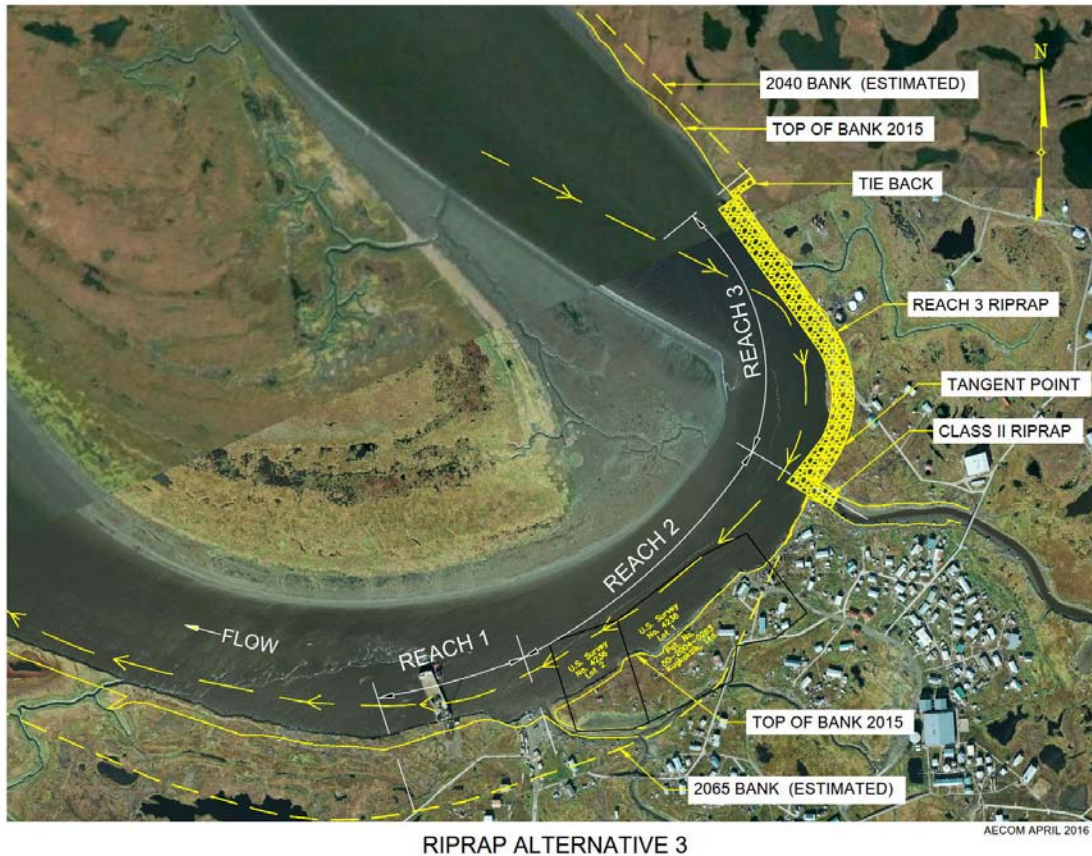 2040 BANK (ESTIMATED)
N
TOP OF BANK 2015
TIE BACK
REACH 3
REACH 3 RIPRAP
TANGENT POINT
CLASS II RIPRAP
REACH 2
FLOW
REACH 1
U.S. Survey
No. 4236
Lot 2
U.S. Survey
No. 4236
Lot 1
TOP OF BANK 2015
2065 BANK (ESTIMATED)
AECOM APRIL 2016
RIPRAP ALTERNATIVE 3